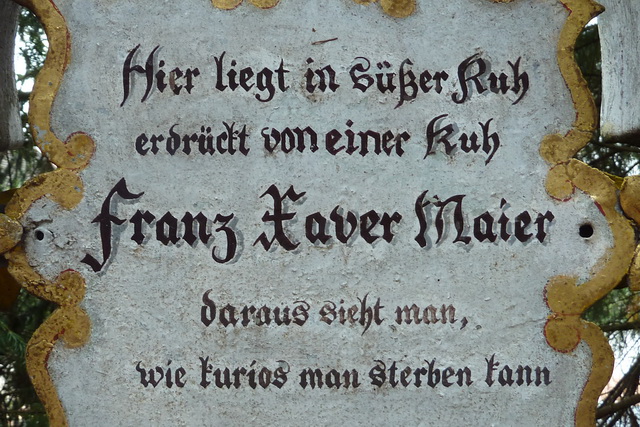 Hier liegt in süßer Ruh
erdrückt von einer Kuh
Franz Xaver Maier
daraus sieht man,
wie kurios man sterben kann